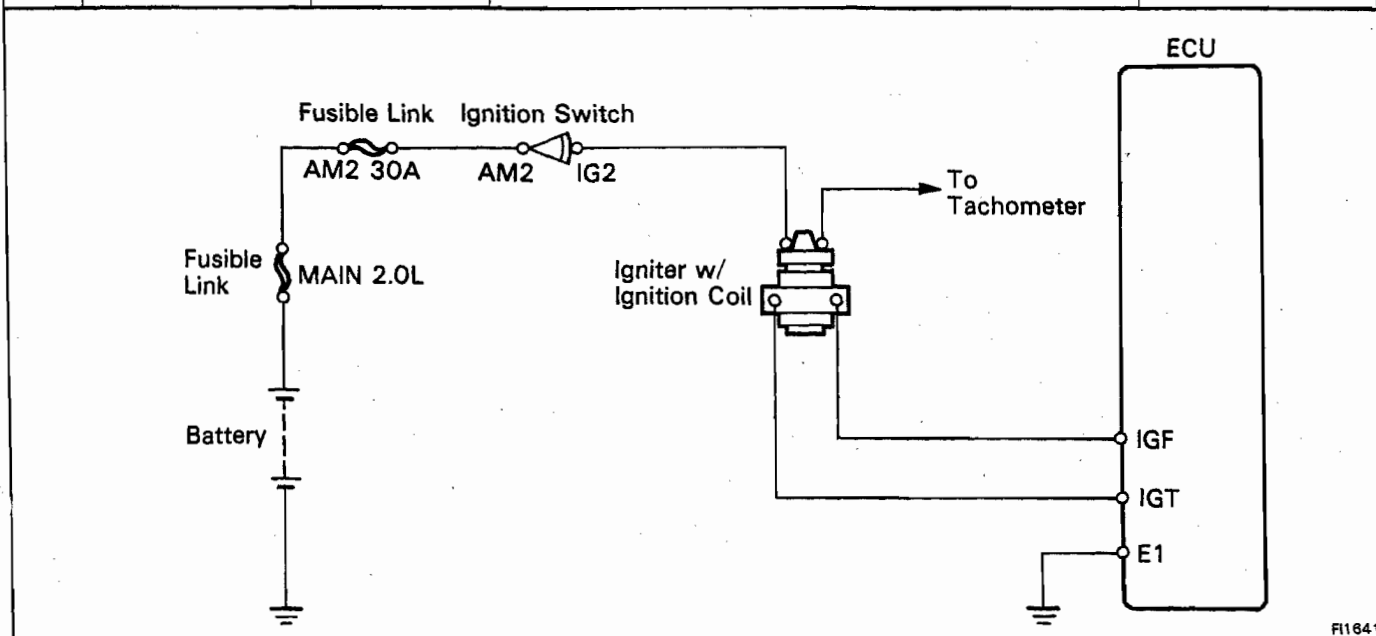 ECU
Fusible Link Ignition Switch
AM2 30A AM2 IG2
To
Tachometer
Fusible
Link
MAIN 2.0L
Igniter w/
Ignition Coil
Battery
IGF
IGT
E1